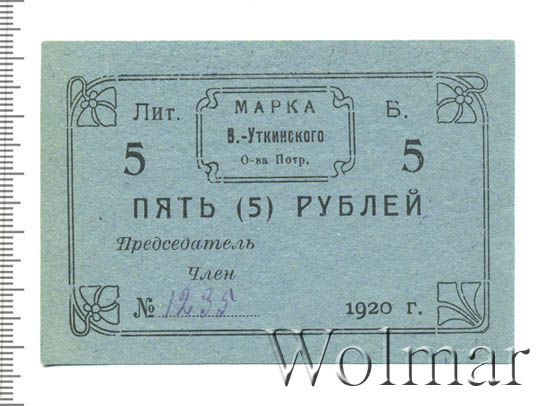 Лит. МАРКА Б.
5 В.-Уткинского 5
О-ва Потр.
ПЯТЬ (5) РУБЛЕЙ
Председатель
Член
№ 1235 1920 г.
Wolmar